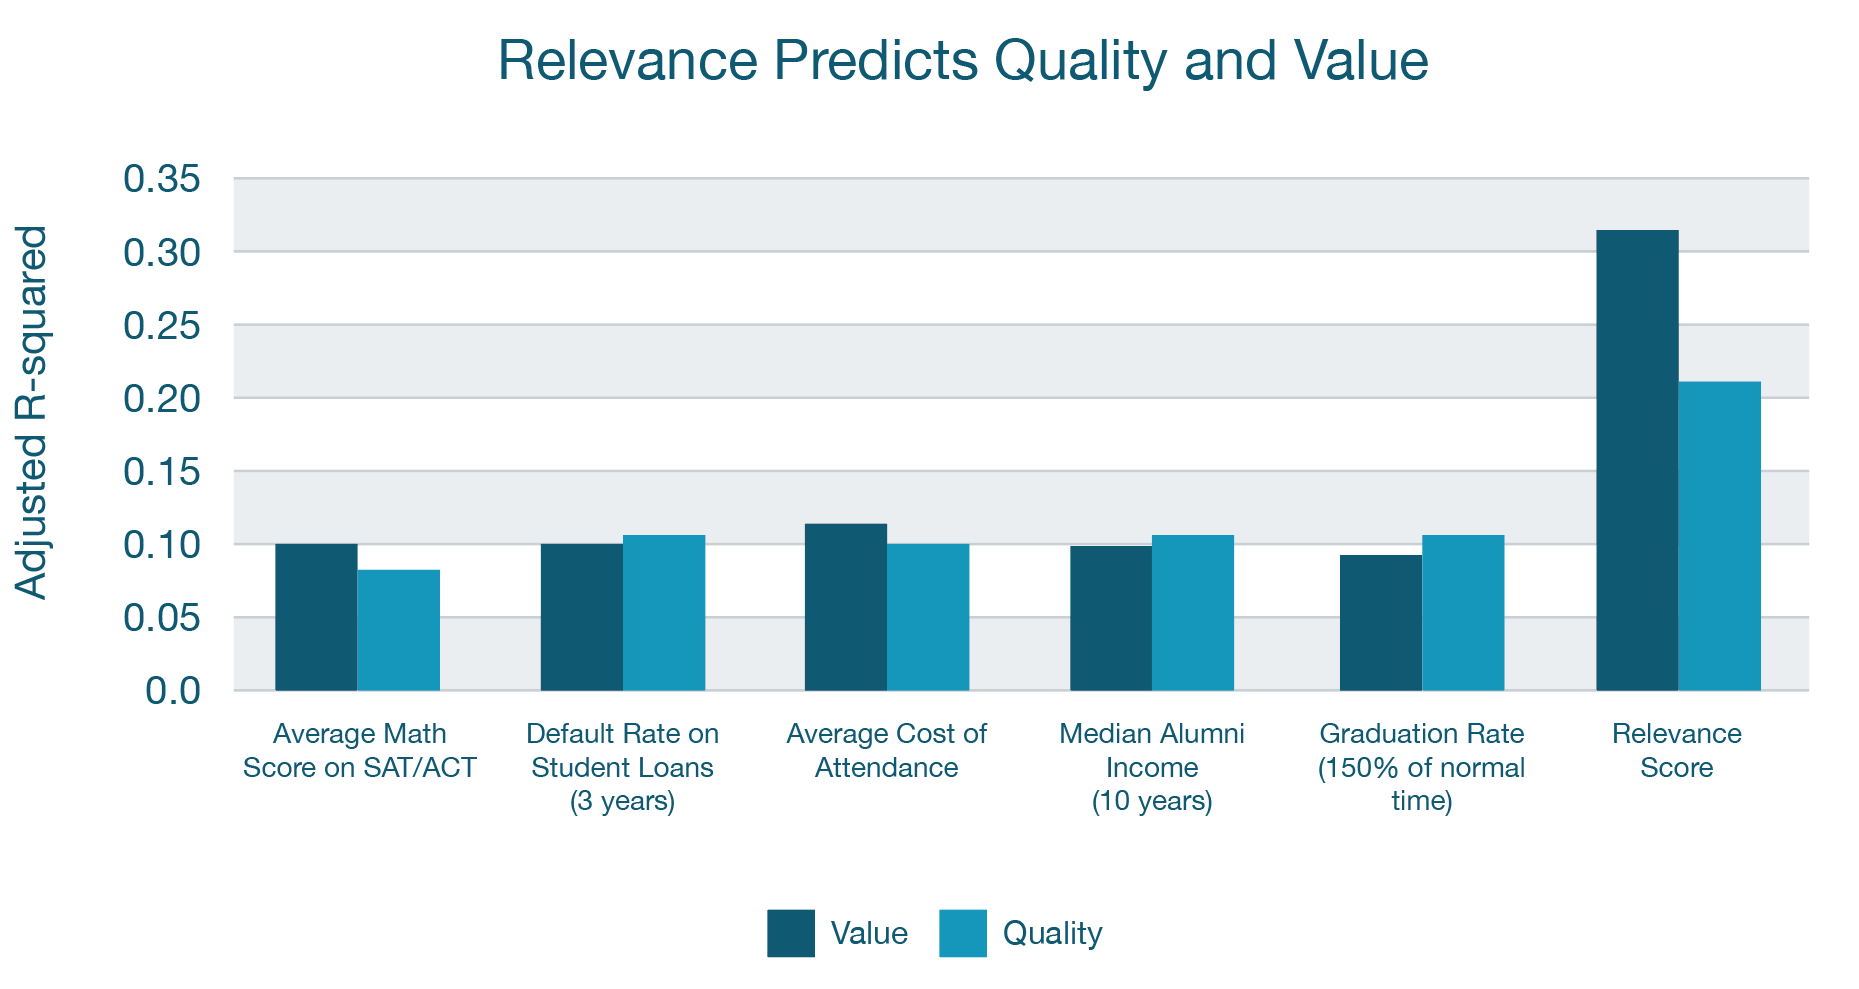 Relevance Predicts Quality and Value
Adjusted R-squared
0.35
0.30
0.25
0.20
0.15
0.10
0.05
0.0
Average Math
Score on SAT/ACT
Default Rate on
Student Loans
(3 years)
Average Cost of
Attendance
Median Alumni
Income
(10 years)
Graduation Rate
(150% of normal
time)
Relevance
Score
Value
Quality